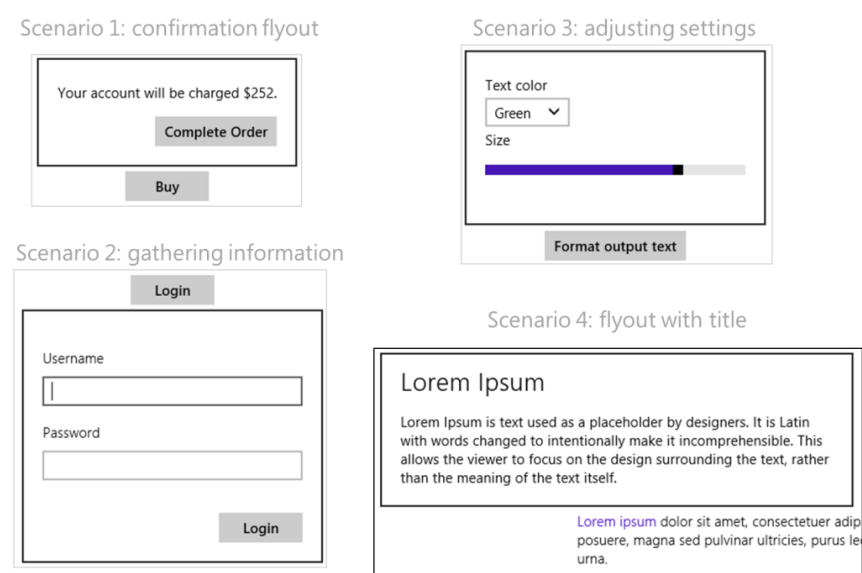 Scenario 1: confirmation flyout
Your account will be charged $252.
Complete Order
Buy
Scenario 2: gathering information
Login
Username
Password
Login
Scenario 3: adjusting settings
Text color
Green
Size
Format output text
Scenario 4: flyout with title
Lorem Ipsum
Lorem Ipsum is text used as a placeholder by designers. It is Latin
with words changed to intentionally make it incomprehensible. This
allows the viewer to focus on the design surrounding the text, rather
than the meaning of the text itself.
Lorem ipsum dolor sit amet, consectetuer adip
posuere, magna sed pulvinar ultricies, purus le
urna.